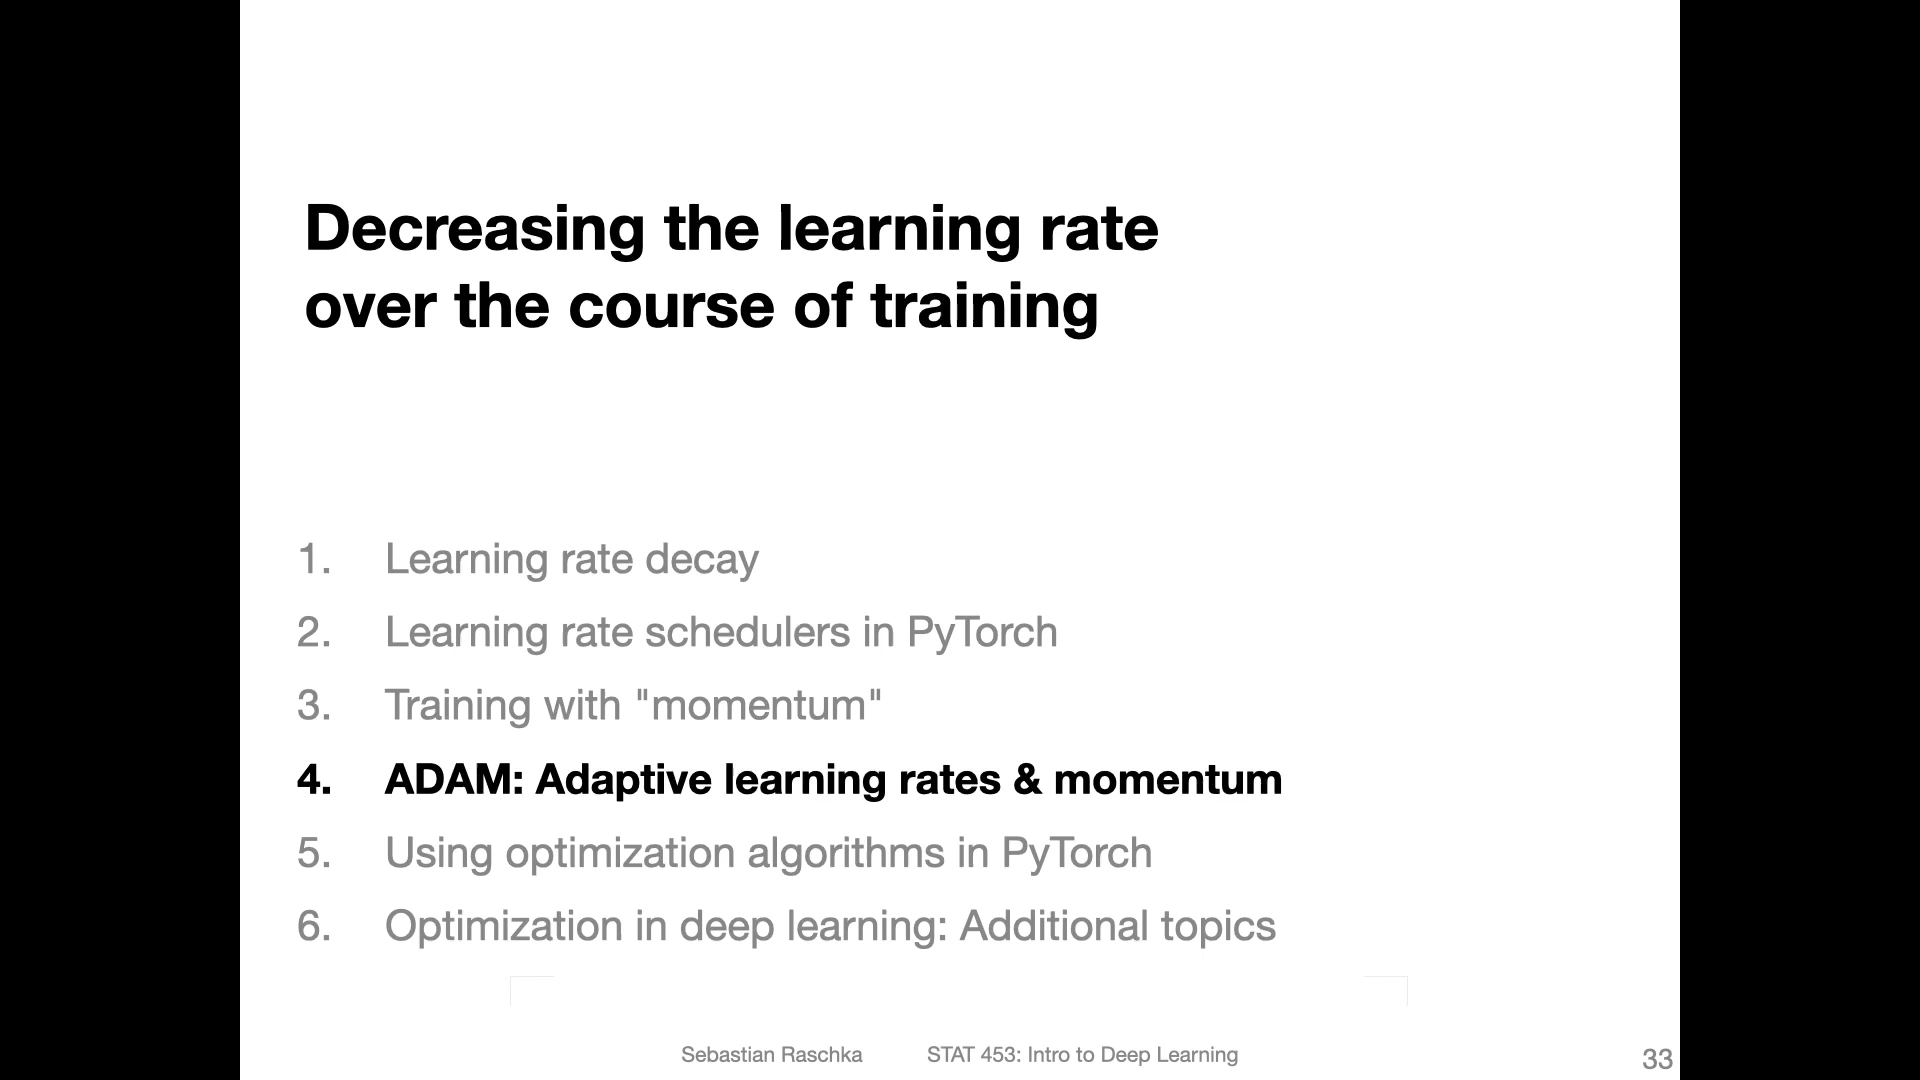 Decreasing the learning rate
over the course of training
1. Learning rate decay
2. Learning rate schedulers in PyTorch
3. Training with "momentum"
4. ADAM: Adaptive learning rates & momentum
5. Using optimization algorithms in PyTorch
6. Optimization in deep learning: Additional topics
Sebastian Raschka STAT 453: Intro to Deep Learning 33